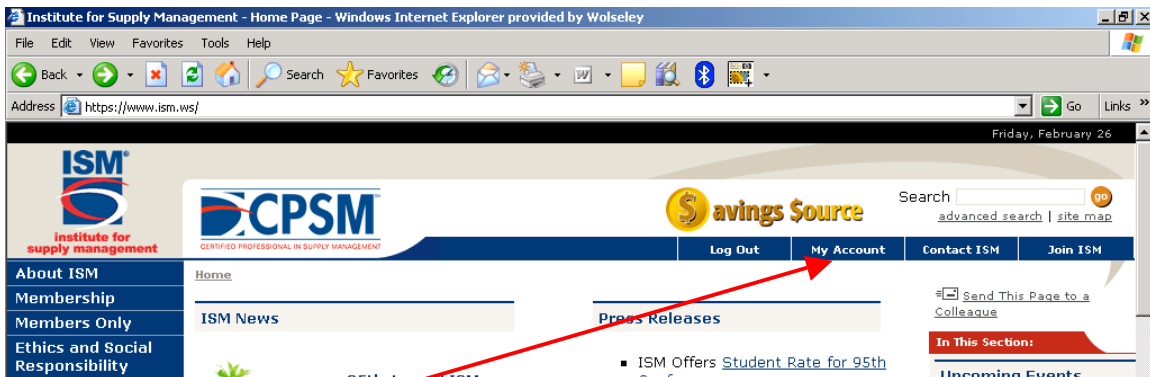 Institute for Supply Management - Home Page - Windows Internet Explorer provided by Wolseley
File Edit View Favorites Tools Help
Back Search Favorites
Address https://www.ism.ws/ Go Links »
Friday, February 26
ISM
institute for
supply management
CPSM
CERTIFIED PROFESSIONAL IN SUPPLY MANAGEMENT
$avings $ource
Search go
advanced search | site map
Log Out My Account Contact ISM Join ISM
About ISM
Membership
Members Only
Ethics and Social
Responsibility
Home
ISM News
Press Releases
ISM Offers Student Rate for 95th
Send This Page to a
Colleague
In This Section:
Upcoming Events